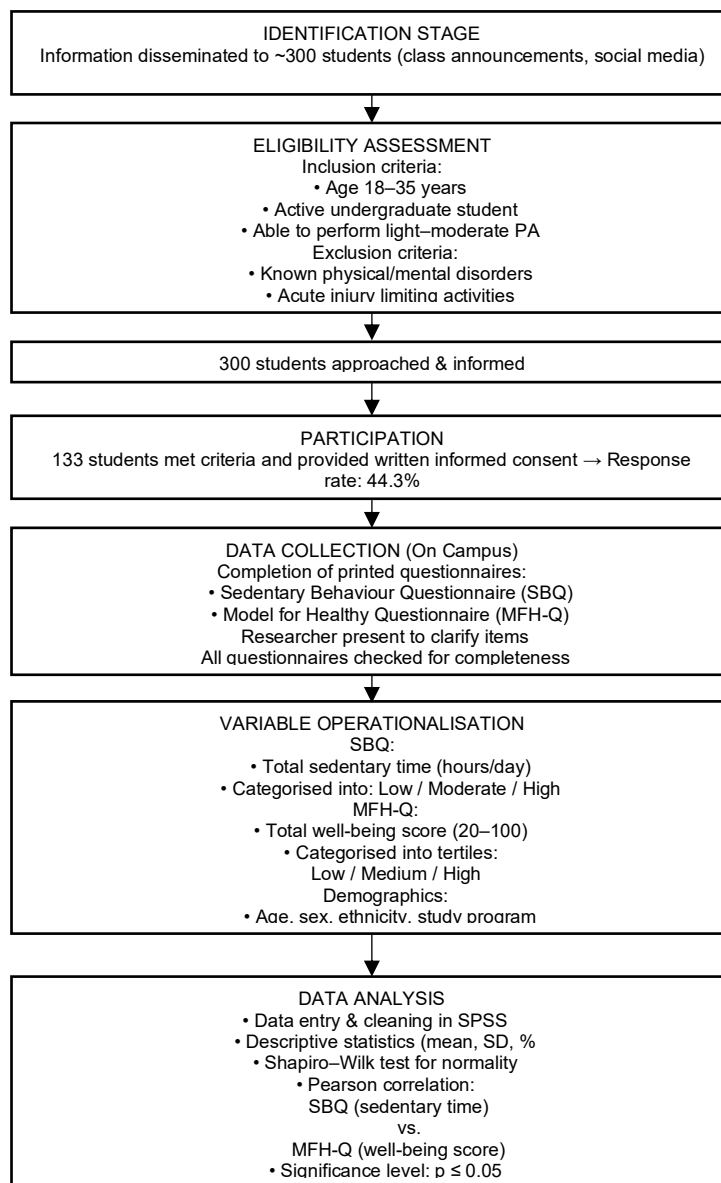 IDENTIFICATION STAGE
Information disseminated to ~300 students (class announcements, social media)
ELIGIBILITY ASSESSMENT
Inclusion criteria:
• Age 18–35 years
• Active undergraduate student
• Able to perform light–moderate PA
Exclusion criteria:
• Known physical/mental disorders
• Acute injury limiting activities
300 students approached & informed
PARTICIPATION
133 students met criteria and provided written informed consent → Response
rate: 44.3%
DATA COLLECTION (On Campus)
Completion of printed questionnaires:
• Sedentary Behaviour Questionnaire (SBQ)
• Model for Healthy Questionnaire (MFH-Q)
Researcher present to clarify items
All questionnaires checked for completeness
VARIABLE OPERATIONALISATION
SBQ:
• Total sedentary time (hours/day)
• Categorised into: Low / Moderate / High
MFH-Q:
• Total well-being score (20–100)
• Categorised into tertiles:
Low / Medium / High
Demographics:
• Age, sex, ethnicity, study program
DATA ANALYSIS
• Data entry & cleaning in SPSS
• Descriptive statistics (mean, SD, %
• Shapiro–Wilk test for normality
• Pearson correlation:
SBQ (sedentary time)
vs.
MFH-Q (well-being score)
• Significance level: p ≤ 0.05